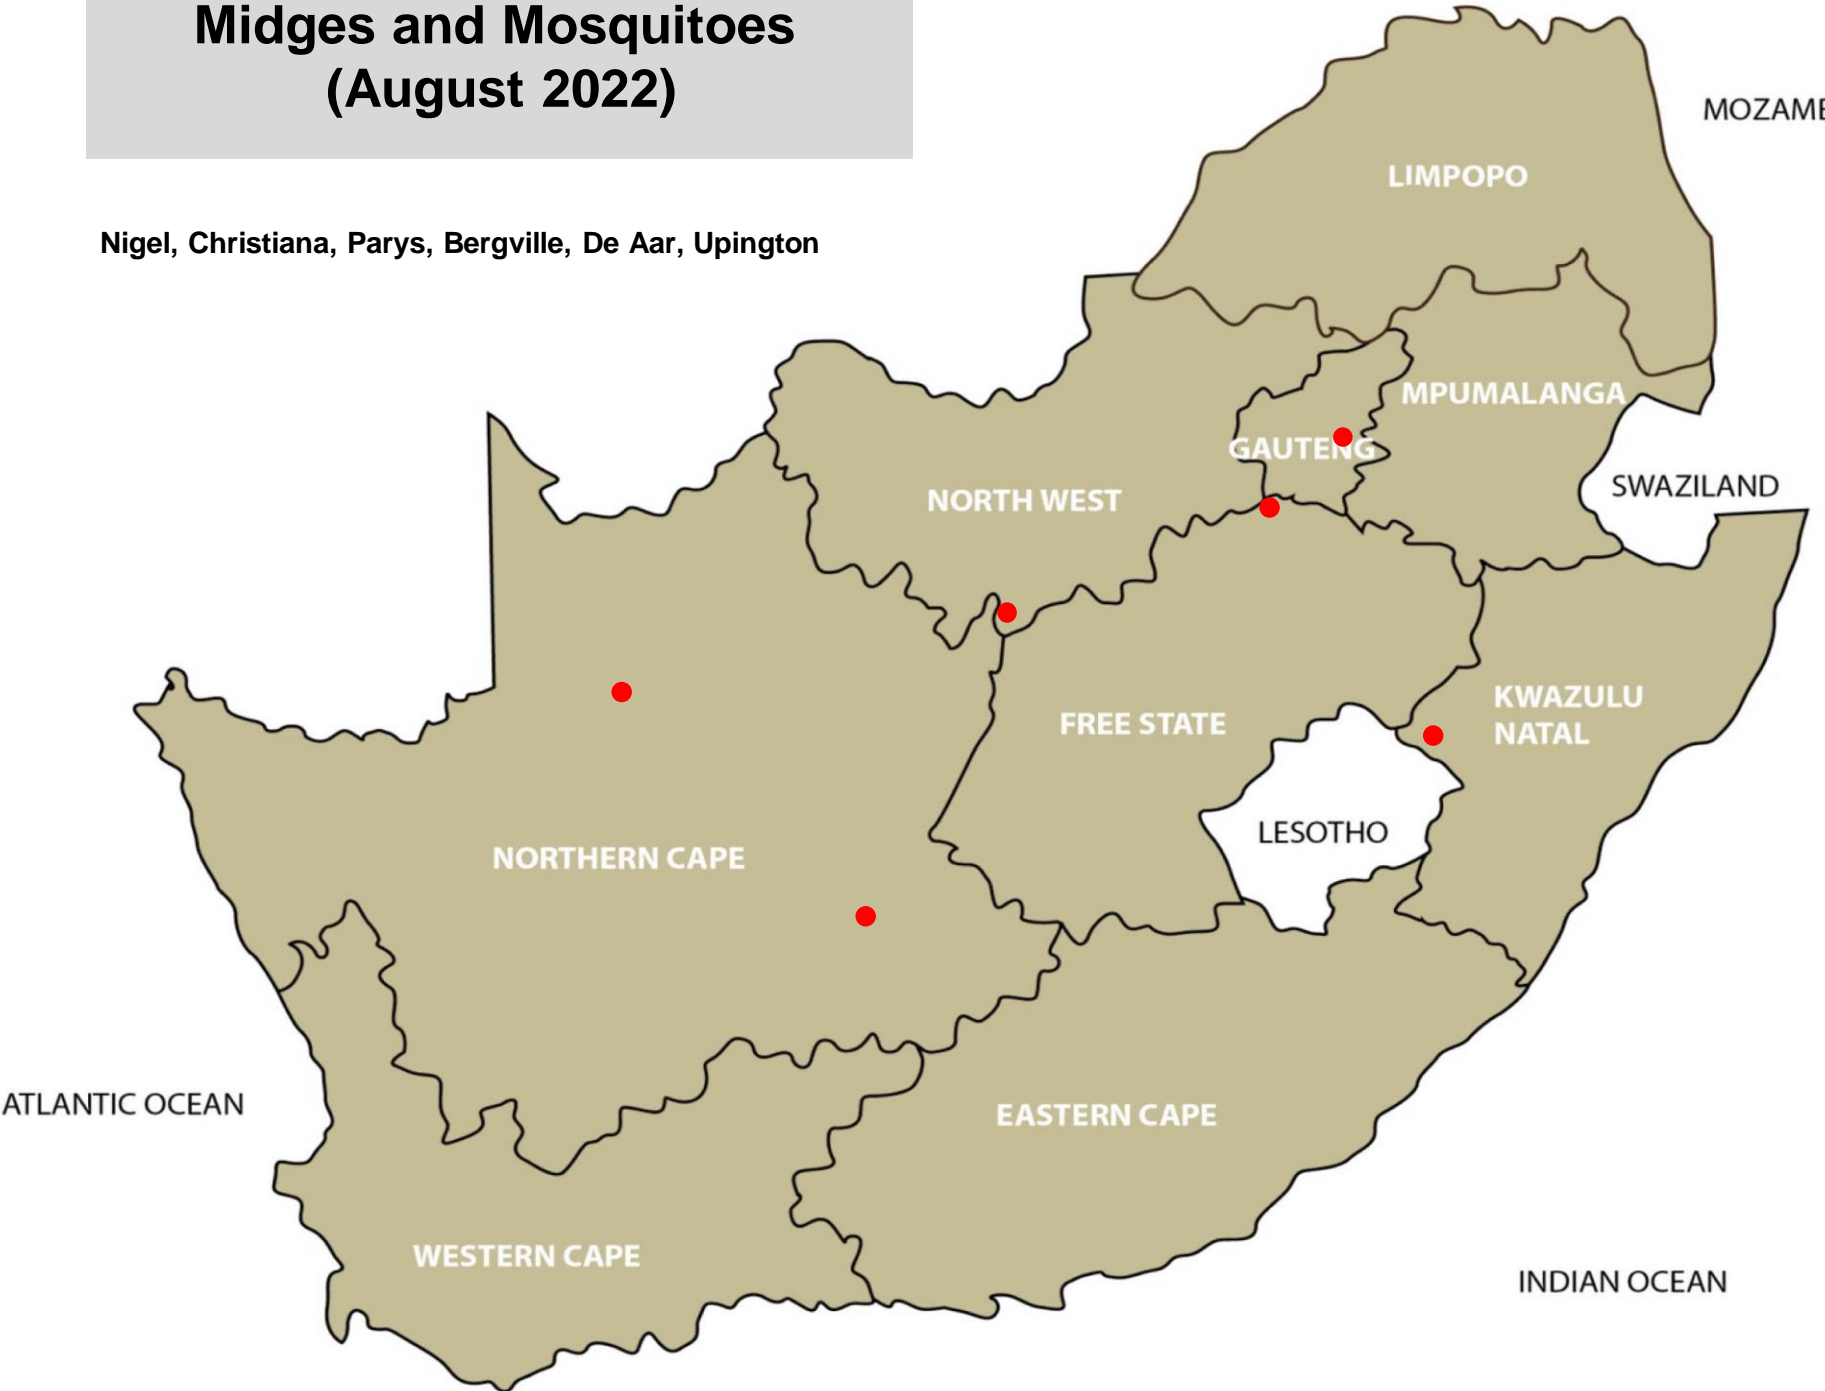 Midges and Mosquitoes
(August 2022)
Nigel, Christiana, Parys, Bergville, De Aar, Upington
MOZAMB
LIMPOPO
MPUMALANGA
GAUTENG
SWAZILAND
NORTH WEST
KWAZULU
NATAL
FREE STATE
LESOTHO
NORTHERN CAPE
ATLANTIC OCEAN
EASTERN CAPE
WESTERN CAPE
INDIAN OCEAN